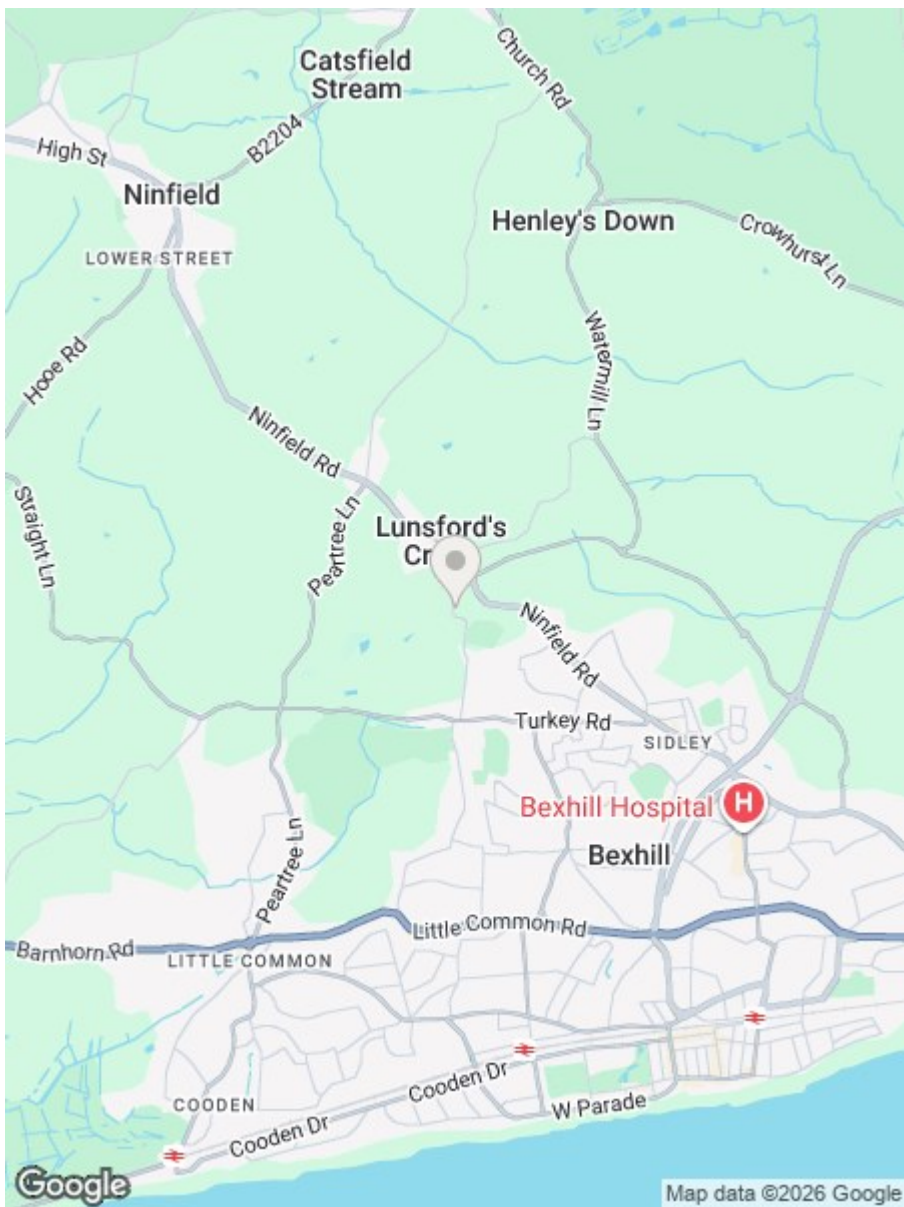 Church Rd
Catsfield
Stream
B2204
High St
Ninfield
Henley's Down
Crowhurst Ln
LOWER STREET
Hooe Rd
Watermill Ln
Ninfield Rd
Straight Ln
Peartree Ln
Lunsford's
Ninfield Rd
Turkey Rd
SIDLEY
Bexhill Hospital
H
Bexhill
Peartree Ln
Little Common Rd
Barnhorn Rd
LITTLE COMMON
Cooden Dr
COODEN
W Parade
Cooden Dr
Google
Map data ©2026 Google